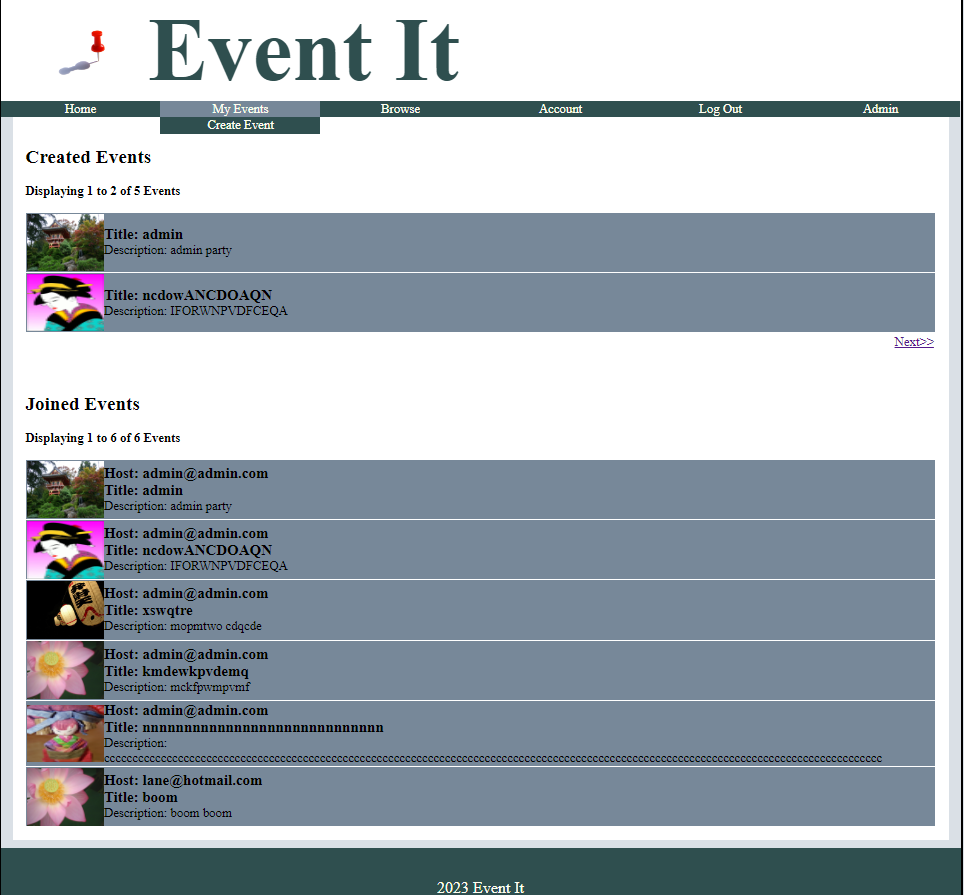 Event It
Home My Events Browse Account Log Out Admin
Create Event
Created Events
Displaying 1 to 2 of 5 Events
Title: admin
Description: admin party
Title: ncdowANCDOAQN
Description: IFORWNPVDFCEQA
Next>>
Joined Events
Displaying 1 to 6 of 6 Events
Host: admin@admin.com
Title: admin
Description: admin party
Host: admin@admin.com
Title: ncdowANCDOAQN
Description: IFORWNPVDFCEQA
Host: admin@admin.com
Title: xswqtre
Description: mopmtwo cdqcde
Host: admin@admin.com
Title: kmdewkpvdemq
Description: mckfpwmpvmf
Host: admin@admin.com
Title: nnnnnnnnnnnnnnnnnnnnnnnnnnnnn
Description:
Host: lane@hotmail.com
Title: boom
Description: boom boom
2023 Event It